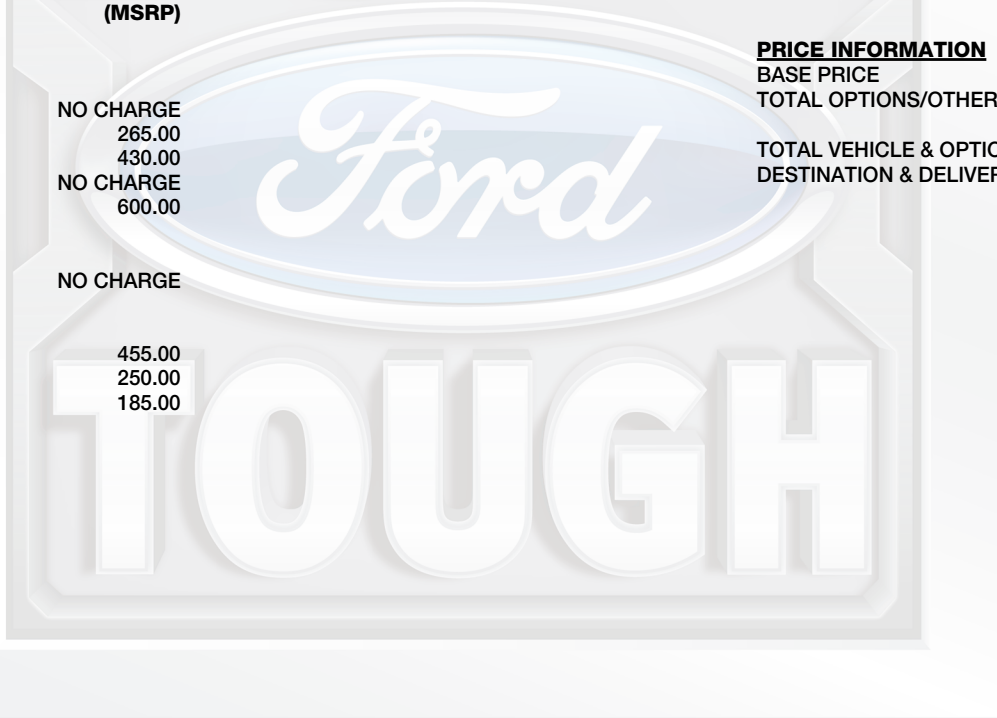 (MSRP)
NO CHARGE
265.00
430.00
NO CHARGE
600.00
NO CHARGE
455.00
250.00
185.00
PRICE INFORMATION
BASE PRICE
TOTAL OPTIONS/OTHER
TOTAL VEHICLE & OPTIO
DESTINATION & DELIVER
Ford
TOUGH